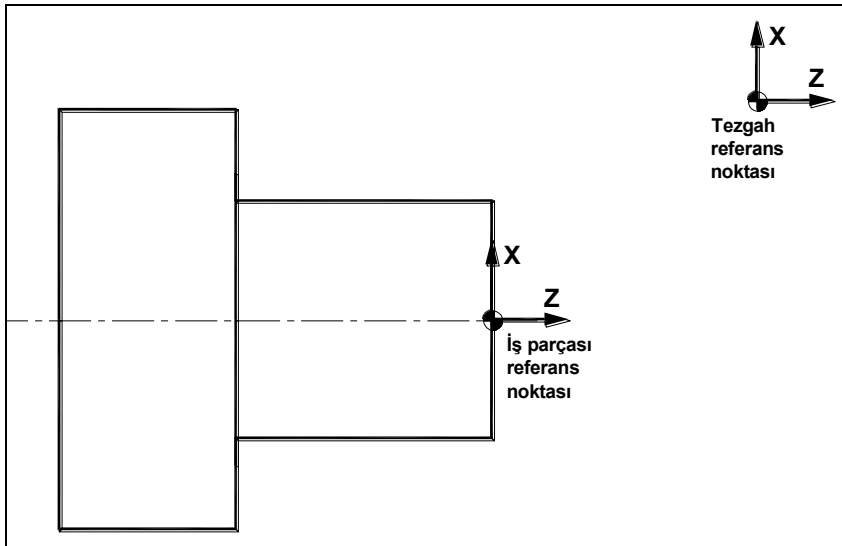 X
Z
Tezgah
referans
noktası
X
Z
İş parçası
referans
noktası